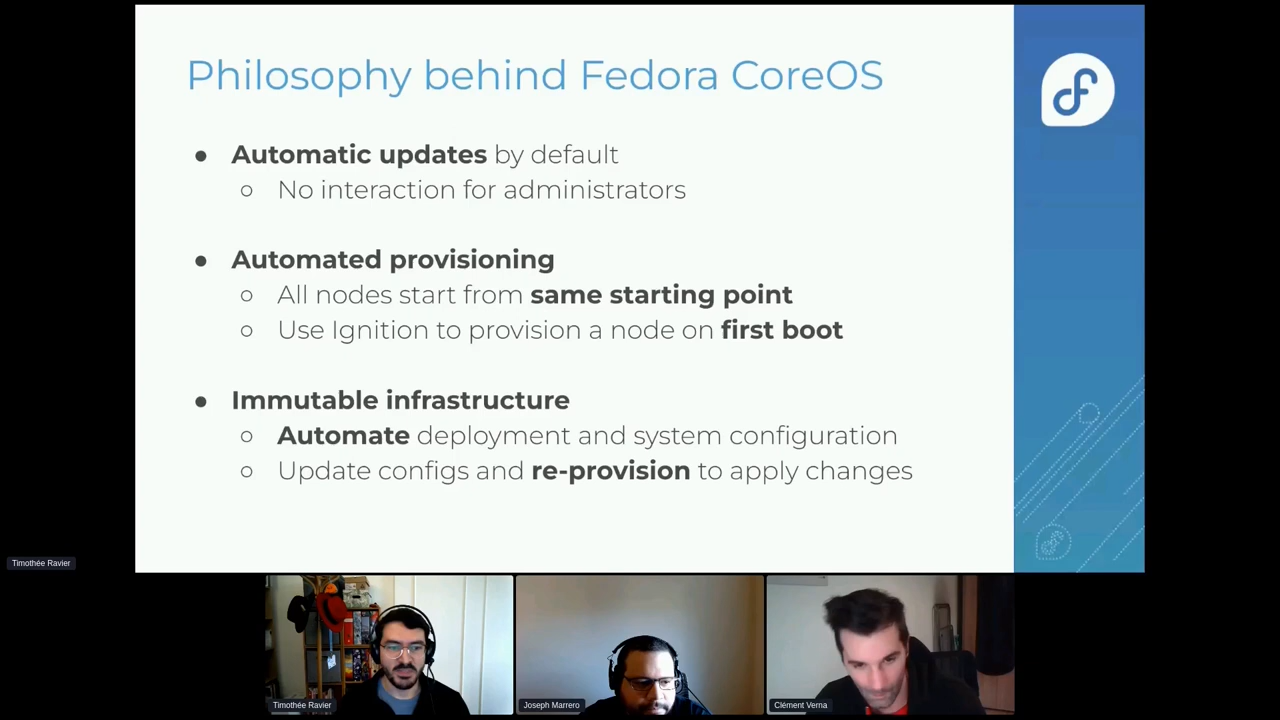 Philosophy behind Fedora CoreOS
● Automatic updates by default
○ No interaction for administrators
● Automated provisioning
○ All nodes start from same starting point
○ Use Ignition to provision a node on first boot
● Immutable infrastructure
○ Automate deployment and system configuration
○ Update configs and re-provision to apply changes
Timothée Ravier
Timothée Ravier
Joseph Marrero
Clément Verna